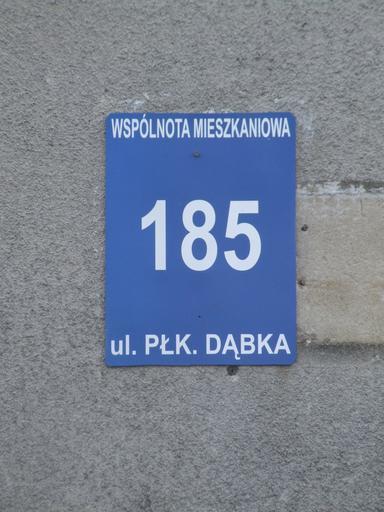 WSPÓLNOTA MIESZKANIOWA
185
ul. PŁK. DĄBKA